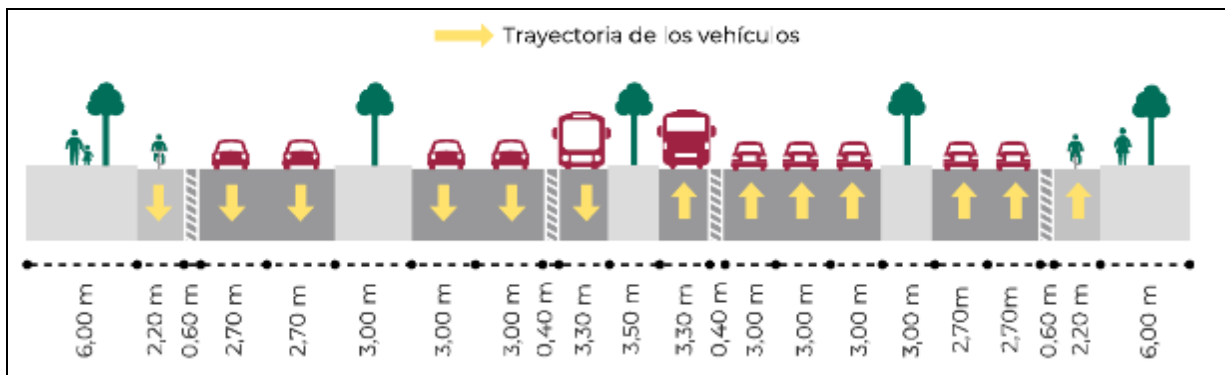 Trayectoria de los vehículos
6,00 m
2,20 m
0,60 m
2,70 m
2,70 m
3,00 m
3,00 m
3,00 m
0,40 m
3,30 m
3,50 m
3,30 m
0,40 m
3,00 m
3,00 m
3,00 m
3,00 m
2,70m
2,70m
0,60 m
2,20 m
6,00 m